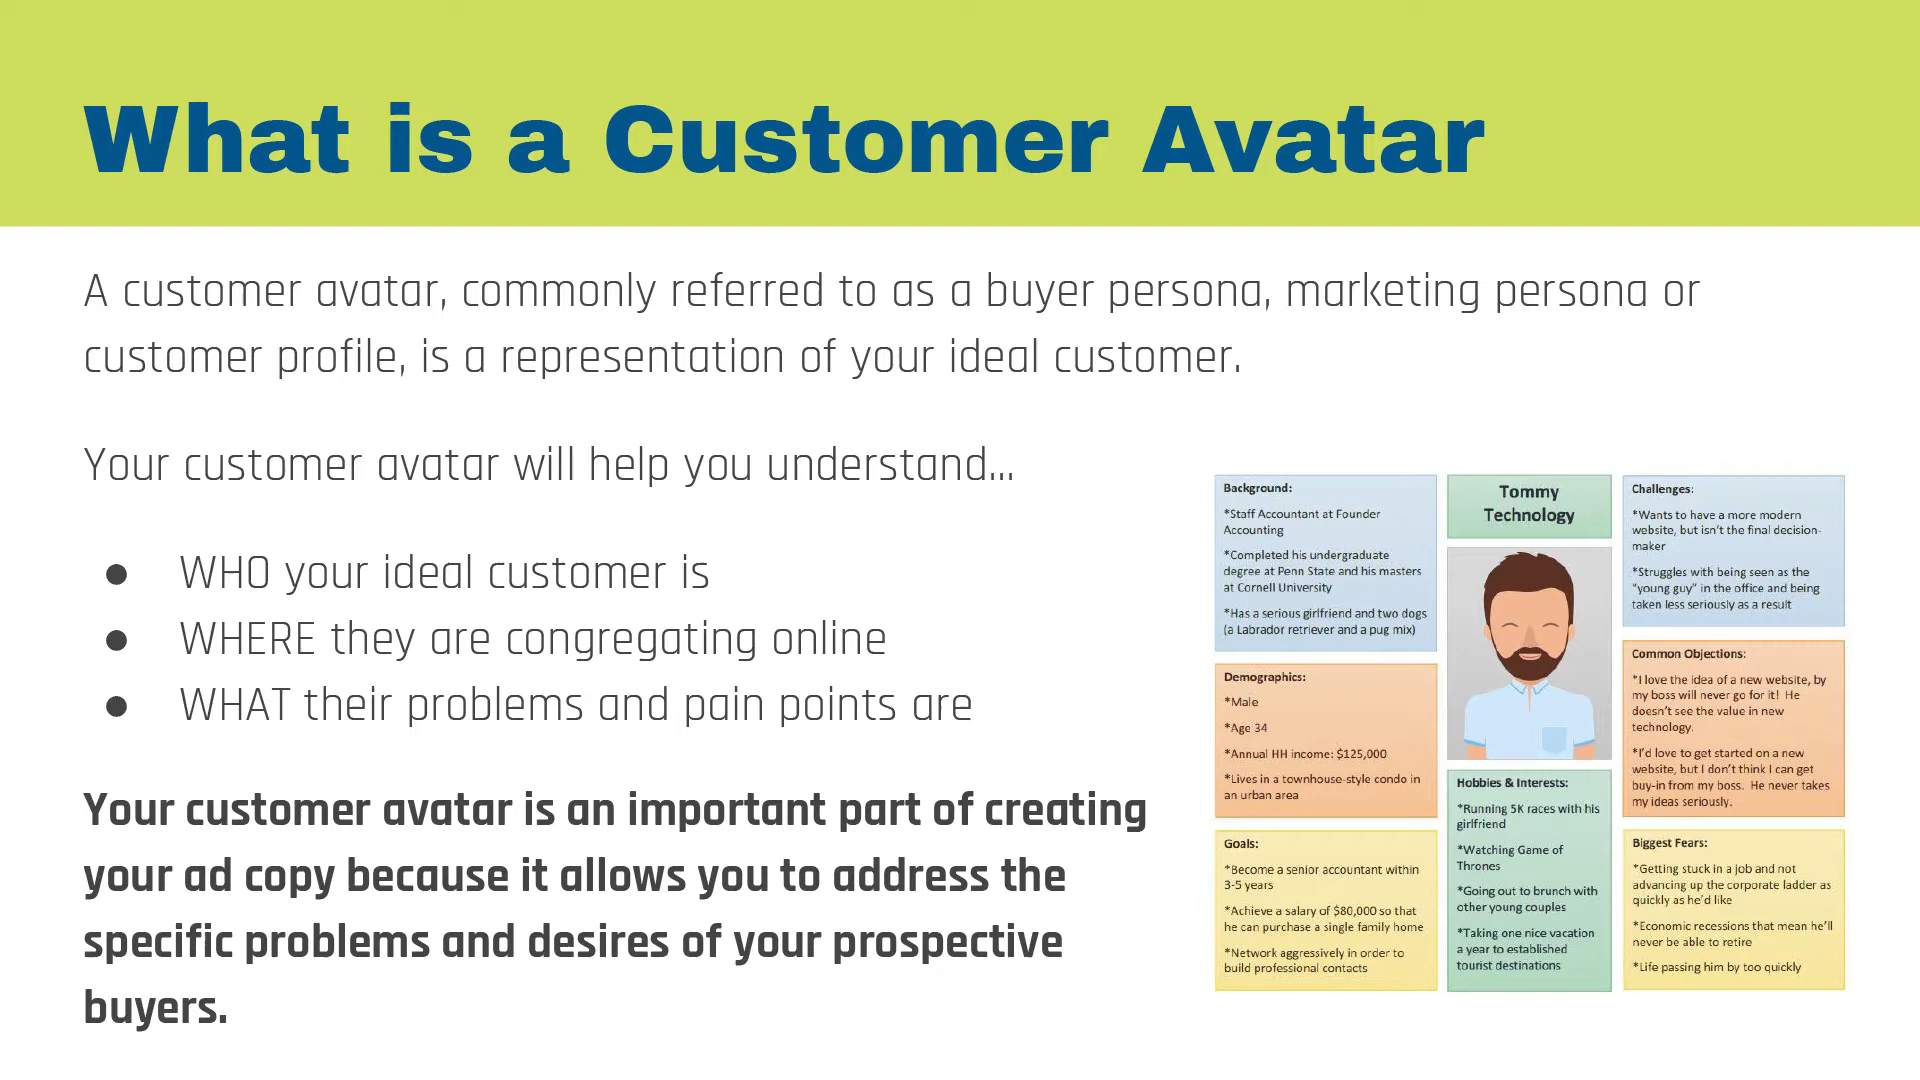 What is a Customer Avatar
A customer avatar, commonly referred to as a buyer persona, marketing persona or
customer profile, is a representation of your ideal customer.
Your customer avatar will help you understand...
● WHO your ideal customer is
● WHERE they are congregating online
● WHAT their problems and pain points are
Your customer avatar is an important part of creating
your ad copy because it allows you to address the
specific problems and desires of your prospective
buyers.
Background:
*Staff Accountant at Founder
Accounting
*Completed his undergraduate
degree at Penn State and his masters
at Cornell University
*Has a serious girlfriend and two dogs
(a Labrador retriever and a pug mix)
Demographics:
*Male
*Age 34
*Annual HH income: $125,000
*Lives in a townhouse-style condo in
an urban area
Goals:
*Become a senior accountant within
3-5 years
*Achieve a salary of $80,000 so that
he can purchase a single family home
*Network aggressively in order to
build professional contacts
Tommy
Technology
Hobbies & Interests:
*Running 5K races with his
girlfriend
*Watching Game of
Thrones
*Going out to brunch with
other young couples
*Taking one nice vacation
a year to established
tourist destinations
Challenges:
*Wants to have a more modern
website, but isn't the final decision-
maker
*Struggles with being seen as the
"young guy" in the office and being
taken less seriously as a result
Common Objections:
*I love the idea of a new website, by
my boss will never go for it! He
doesn't see the value in new
technology.
*I'd love to get started on a new
website, but I don't think I can get
buy-in from my boss. He never takes
my ideas seriously.
Biggest Fears:
*Getting stuck in a job and not
advancing up the corporate ladder as
quickly as he'd like
*Economic recessions that mean he'll
never be able to retire
*Life passing him by too quickly